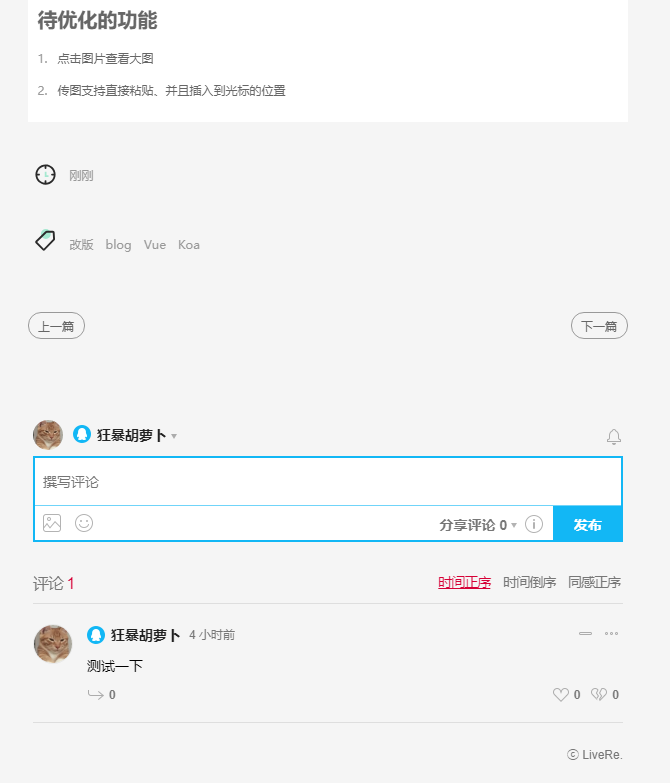 待优化的功能
1. 点击图片查看大图
2. 传图支持直接粘贴、并且插入到光标的位置
刚刚
改版 blog Vue Koa
上一篇 下一篇
狂暴胡萝卜
撰写评论
分享评论 0 发布
评论 1 时间正序 时间倒序 同感正序
狂暴胡萝卜 4 小时前
测试一下
0 0 0
ⓒ LiveRe.